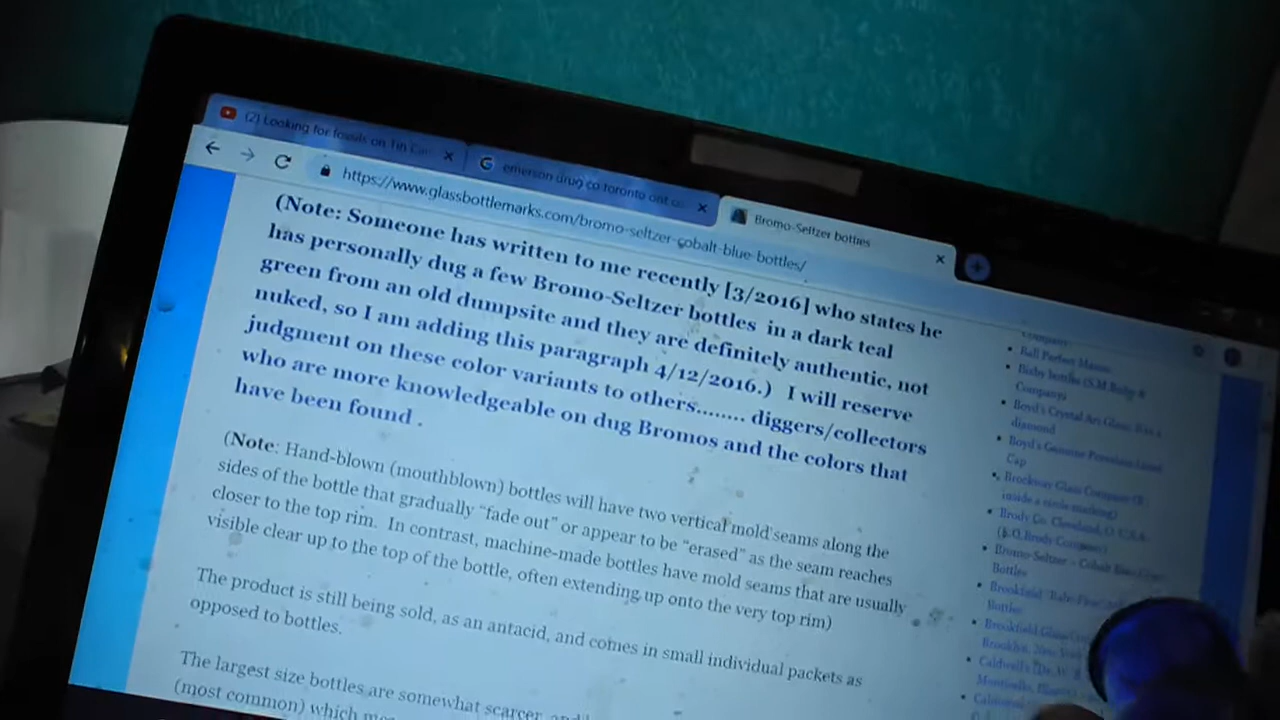 (2) Looking for fossils on Tin Can
emerson drug co toronto ont c
Bromo-Seltzer bottles
https://www.glassbottlemarks.com/bromo-seltzer-cobalt-blue-bottles/
(Note: Someone has written to me recently [3/2016] who states he
has personally dug a few Bromo-Seltzer bottles in a dark teal
green from an old dumpsite and they are definitely authentic, not
nuked, so I am adding this paragraph 4/12/2016.) I will reserve
judgment on these color variants to others........ diggers/collectors
who are more knowledgeable on dug Bromos and the colors that
have been found .
(Note: Hand-blown (mouthblown) bottles will have two vertical mold seams along the
sides of the bottle that gradually “fade out” or appear to be “erased” as the seam reaches
closer to the top rim. In contrast, machine-made bottles have mold seams that are usually
visible clear up to the top of the bottle, often extending up onto the very top rim)
The product is still being sold, as an antacid, and comes in small individual packets as
opposed to bottles.
The largest size bottles are somewhat scarcer, and
(most common) which
Company
Ball Perfect Mason
Bixby bottles (S.M.Bixby &
Company)
Boyd's Crystal Art Glass
diamond
Boyd's Genuine Porcelain Lined
Cap
Brockway Glass Company (B
inside a circle marking)
Brody Co, Cleveland, O. U.S.A.
(B.O. Brody Company)
Bromo-Seltzer ~ Cobalt Blue
Bottles
Brookfield
Bottles
Brookfield Glass
Brooklyn, New York
Caldwell's (Dr. W. B.
Monticello, Illinois)